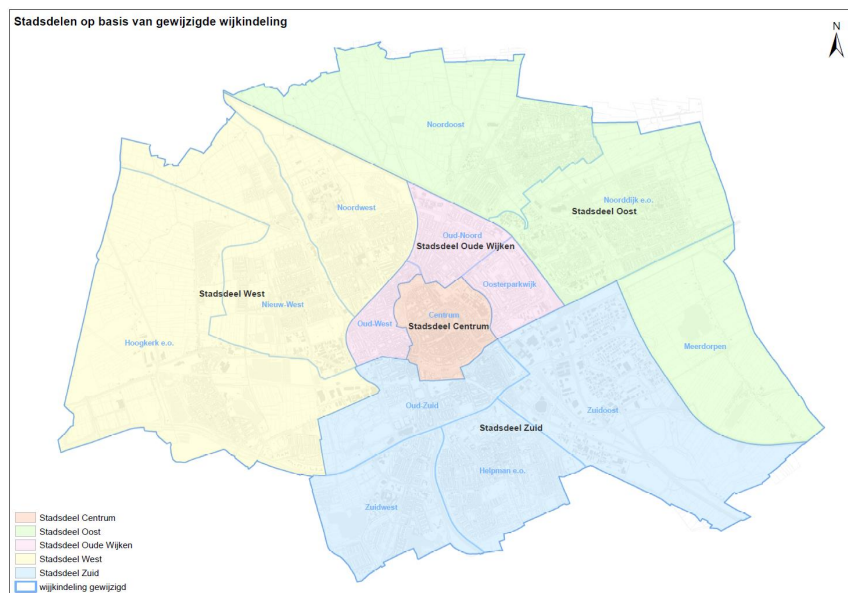 Stadsdelen op basis van gewijzigde wijkindeling
N
Noordoost
Noorddijk e.o.
Stadsdeel Oost
Noordwest
Oud-Noord
Stadsdeel Oude Wijken
Oosterparkwijk
Stadsdeel West
Nieuw-West
Centrum
Stadsdeel Centrum
Oud-West
Hoogkerk e.o.
Meerdorpen
Oud-Zuid
Zuidoost
Stadsdeel Zuid
Helpman e.o.
Zuidwest
Stadsdeel Centrum
Stadsdeel Oost
Stadsdeel Oude Wijken
Stadsdeel West
Stadsdeel Zuid
wijkindeling gewijzigd